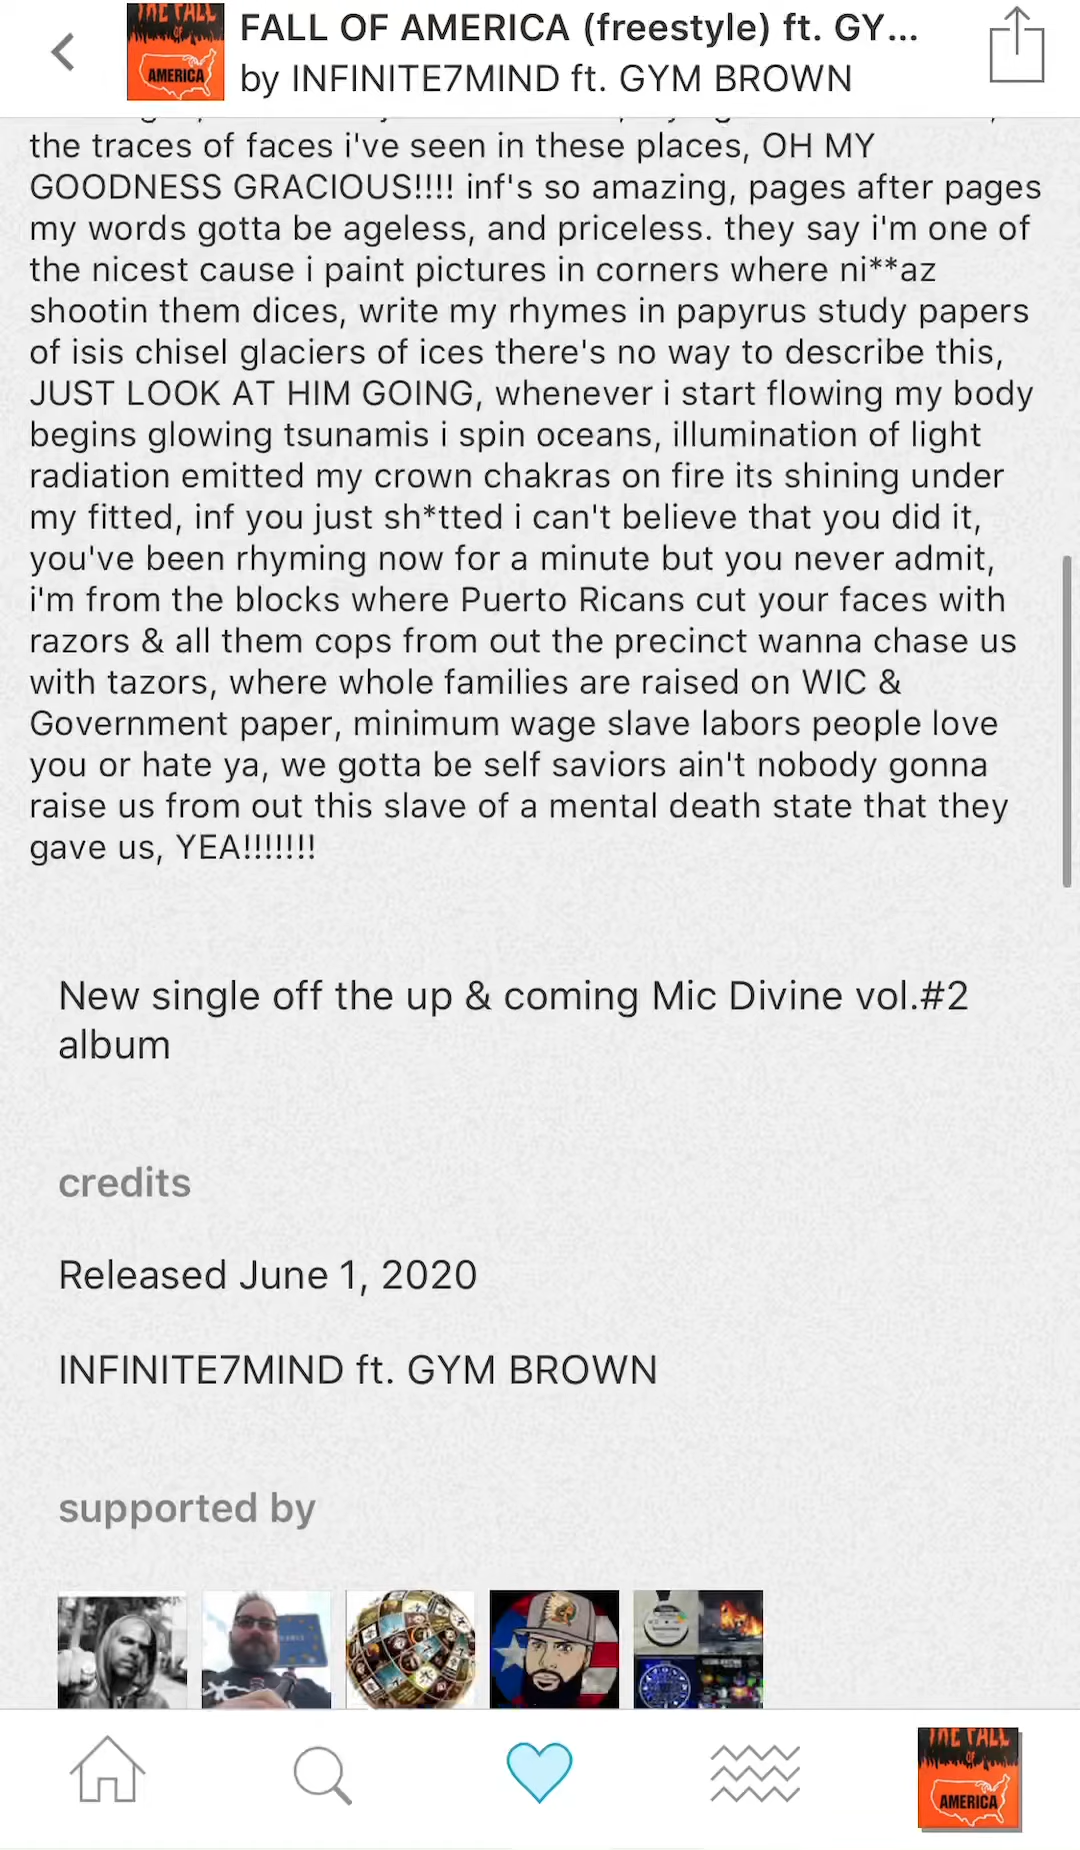 THE FALL
OF
AMERICA
FALL OF AMERICA (freestyle) ft. GY...
by INFINITE7MIND ft. GYM BROWN
the traces of faces i've seen in these places, OH MY
GOODNESS GRACIOUS!!!! inf's so amazing, pages after pages
my words gotta be ageless, and priceless. they say i'm one of
the nicest cause i paint pictures in corners where ni**az
shootin them dices, write my rhymes in papyrus study papers
of isis chisel glaciers of ices there's no way to describe this,
JUST LOOK AT HIM GOING, whenever i start flowing my body
begins glowing tsunamis i spin oceans, illumination of light
radiation emitted my crown chakras on fire its shining under
my fitted, inf you just sh*tted i can't believe that you did it,
you've been rhyming now for a minute but you never admit,
i'm from the blocks where Puerto Ricans cut your faces with
razors & all them cops from out the precinct wanna chase us
with tazors, where whole families are raised on WIC &
Government paper, minimum wage slave labors people love
you or hate ya, we gotta be self saviors ain't nobody gonna
raise us from out this slave of a mental death state that they
gave us, YEA!!!!!!!
New single off the up & coming Mic Divine vol.#2
album
credits
Released June 1, 2020
INFINITE7MIND ft. GYM BROWN
supported by
THE FALL
OF
AMERICA